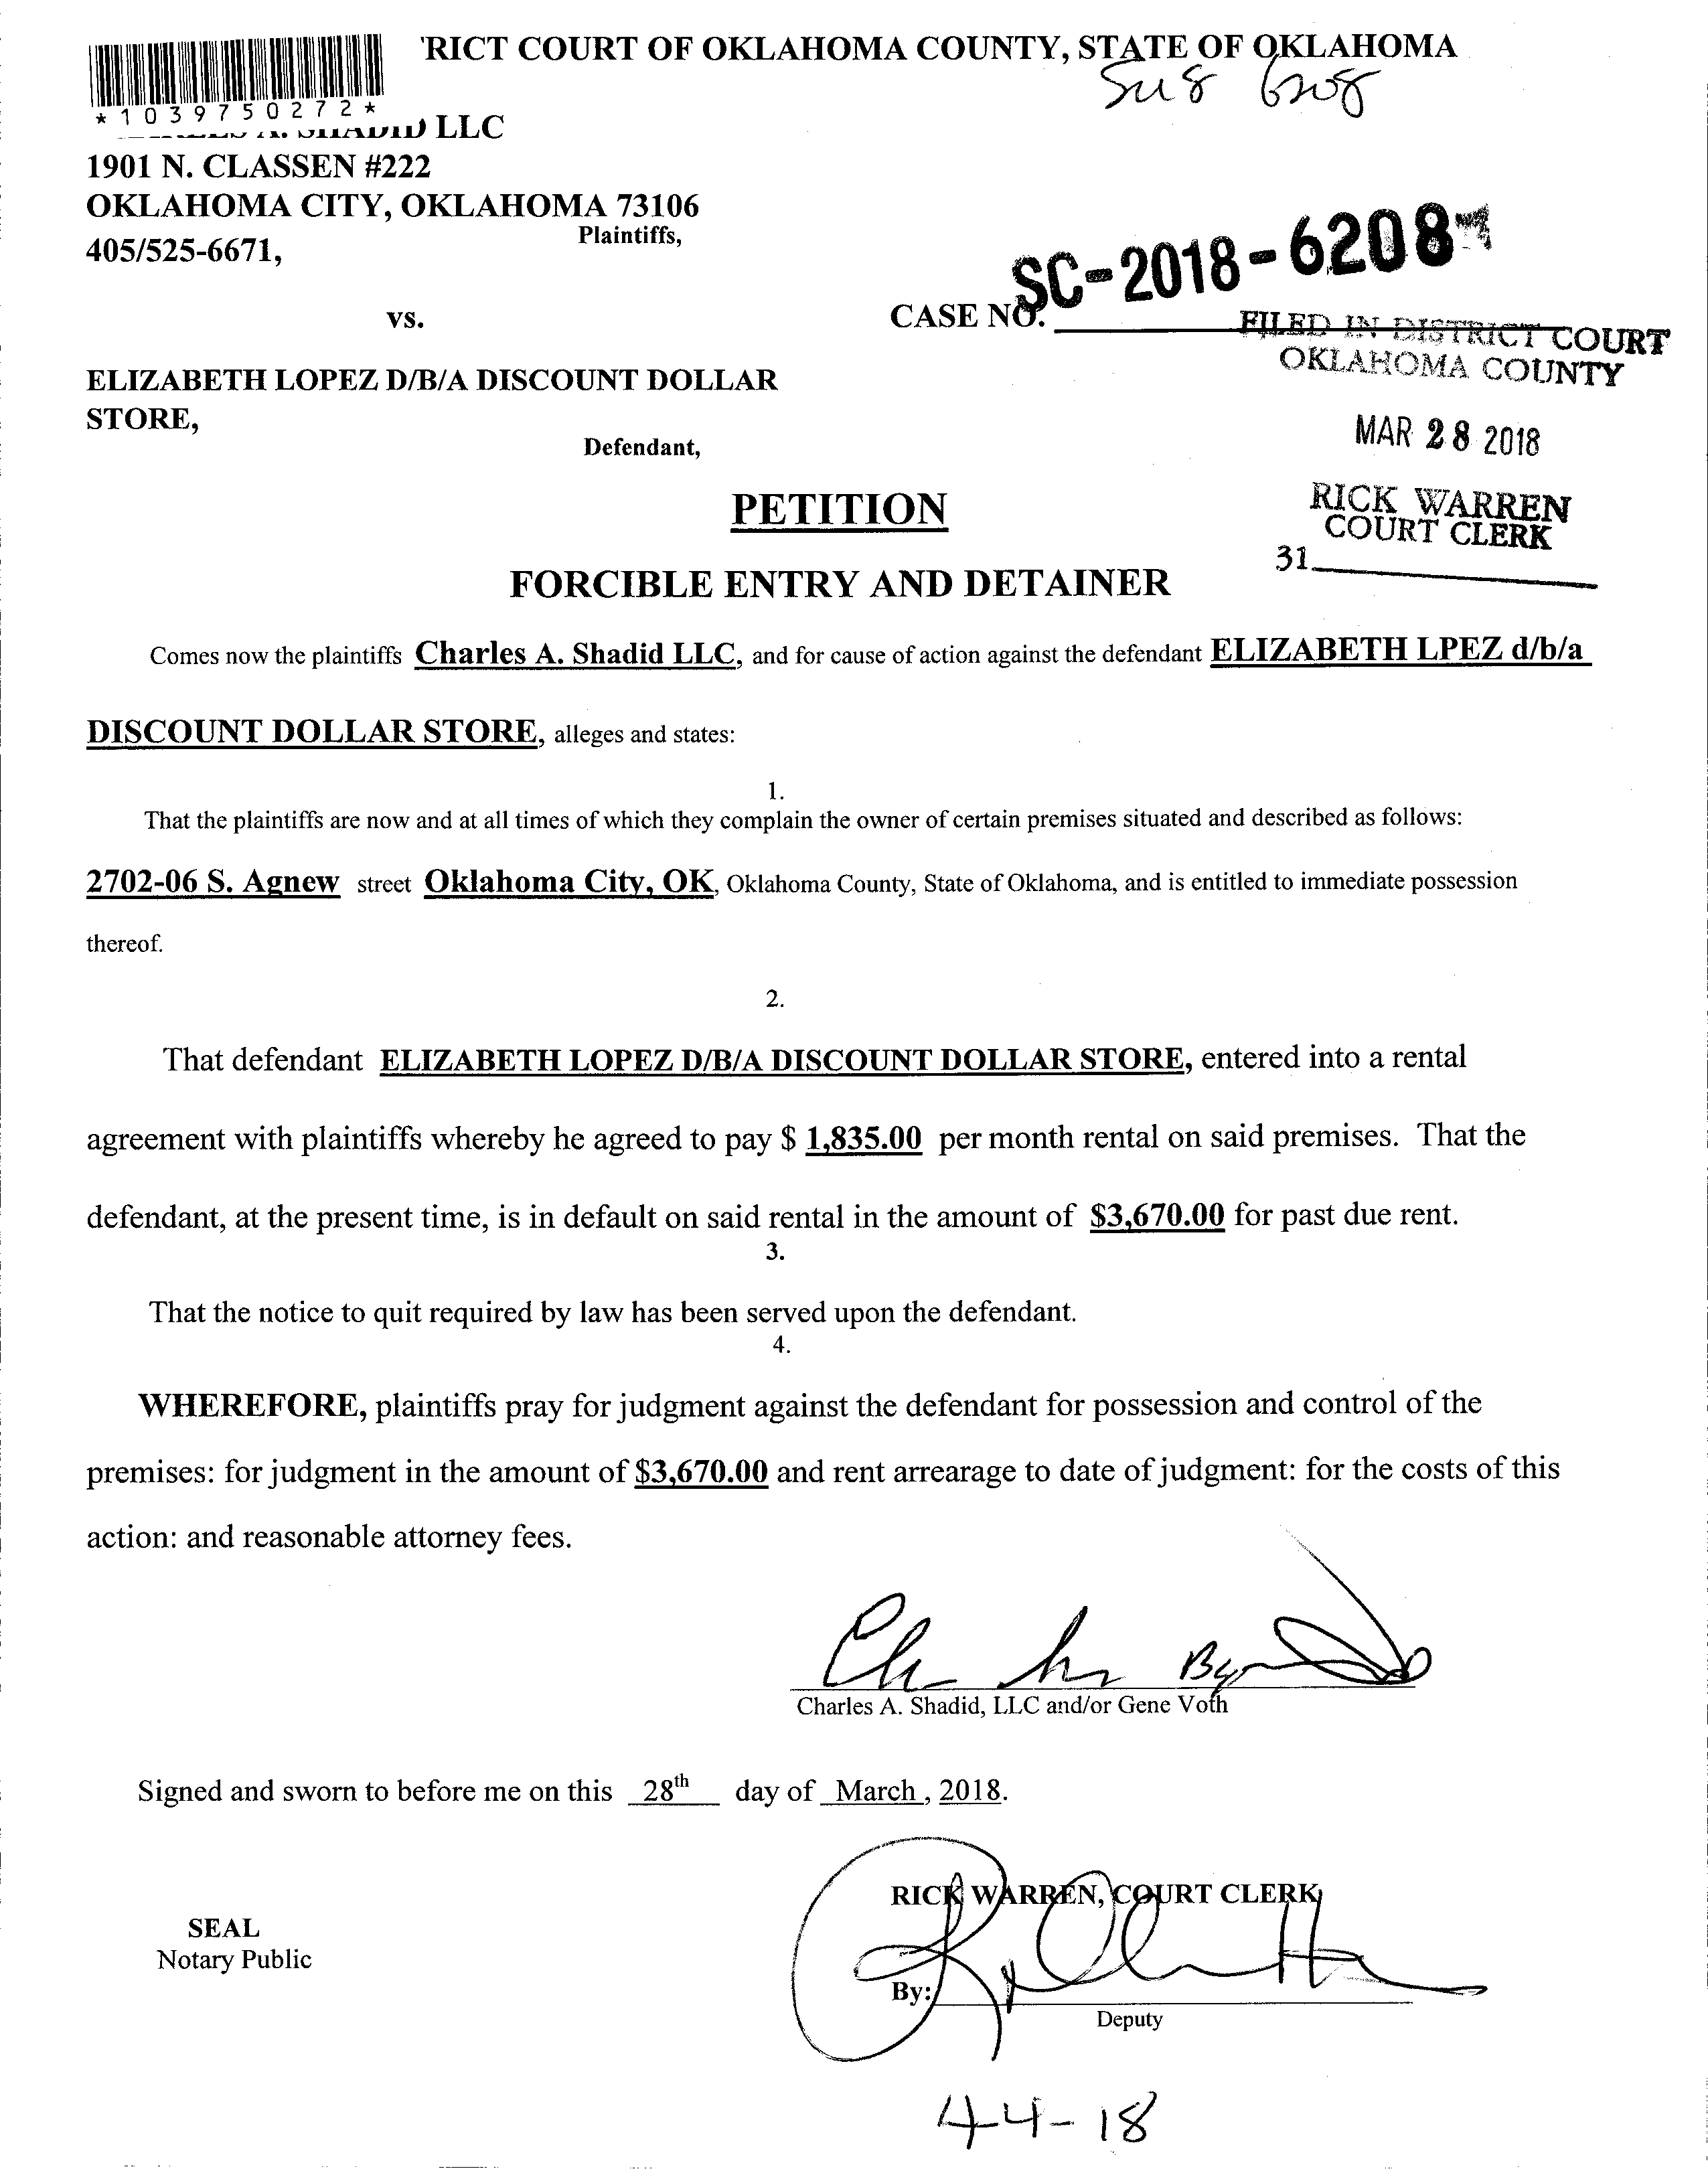 'RICT COURT OF OKLAHOMA COUNTY, STATE OF OKLAHOMA
*1039750272*
SHADID LLC
1901 N. CLASSEN #222
OKLAHOMA CITY, OKLAHOMA 73106
405/525-6671,
Plaintiffs,
SC-2018-6208
vs.
CASE NO.
FILED IN DISTRICT COURT
OKLAHOMA COUNTY
ELIZABETH LOPEZ D/B/A DISCOUNT DOLLAR
STORE,
Defendant,
MAR 28 2018
PETITION
RICK WARREN
COURT CLERK
31
FORCIBLE ENTRY AND DETAINER
Comes now the plaintiffs Charles A. Shadid LLC, and for cause of action against the defendant ELIZABETH LPEZ d/b/a
DISCOUNT DOLLAR STORE, alleges and states:
1.
That the plaintiffs are now and at all times of which they complain the owner of certain premises situated and described as follows:
2702-06 S. Agnew street Oklahoma City, OK, Oklahoma County, State of Oklahoma, and is entitled to immediate possession
thereof.
2.
That defendant ELIZABETH LOPEZ D/B/A DISCOUNT DOLLAR STORE, entered into a rental
agreement with plaintiffs whereby he agreed to pay $ 1,835.00 per month rental on said premises. That the
defendant, at the present time, is in default on said rental in the amount of $3,670.00 for past due rent.
3.
That the notice to quit required by law has been served upon the defendant.
4.
WHEREFORE, plaintiffs pray for judgment against the defendant for possession and control of the
premises: for judgment in the amount of $3,670.00 and rent arrearage to date of judgment: for the costs of this
action: and reasonable attorney fees.
By
Charles A. Shadid, LLC and/or Gene Voth
Signed and sworn to before me on this 28th day of March, 2018.
RICK WARREN, COURT CLERK
SEAL
Notary Public
By:
Deputy
4-4-18